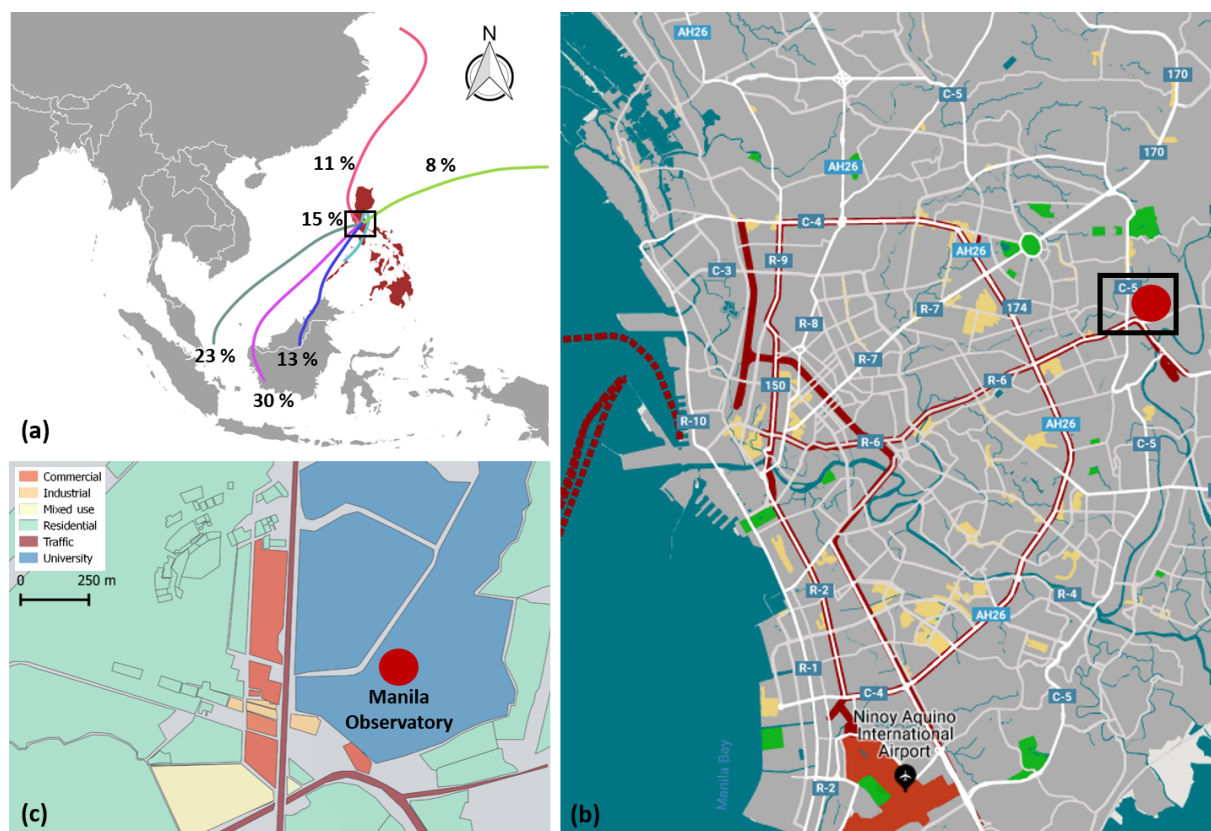 N
11 %
8 %
15 %
23 %
13 %
30 %
(a)
Commercial
Industrial
Mixed use
Residential
Traffic
University
0 250 m
Manila
Observatory
(c)
AH26
C-5
170
AH26
170
C-4
R-9
C-3
AH26
C-5
R-8
R-7
174
R-7
150
R-6
R-10
R-6
AH26
C-5
R-2
R-4
AH26
R-1
C-4
C-5
Ninoy Aquino
International
Airport
Manila Bay
R-2
(b)